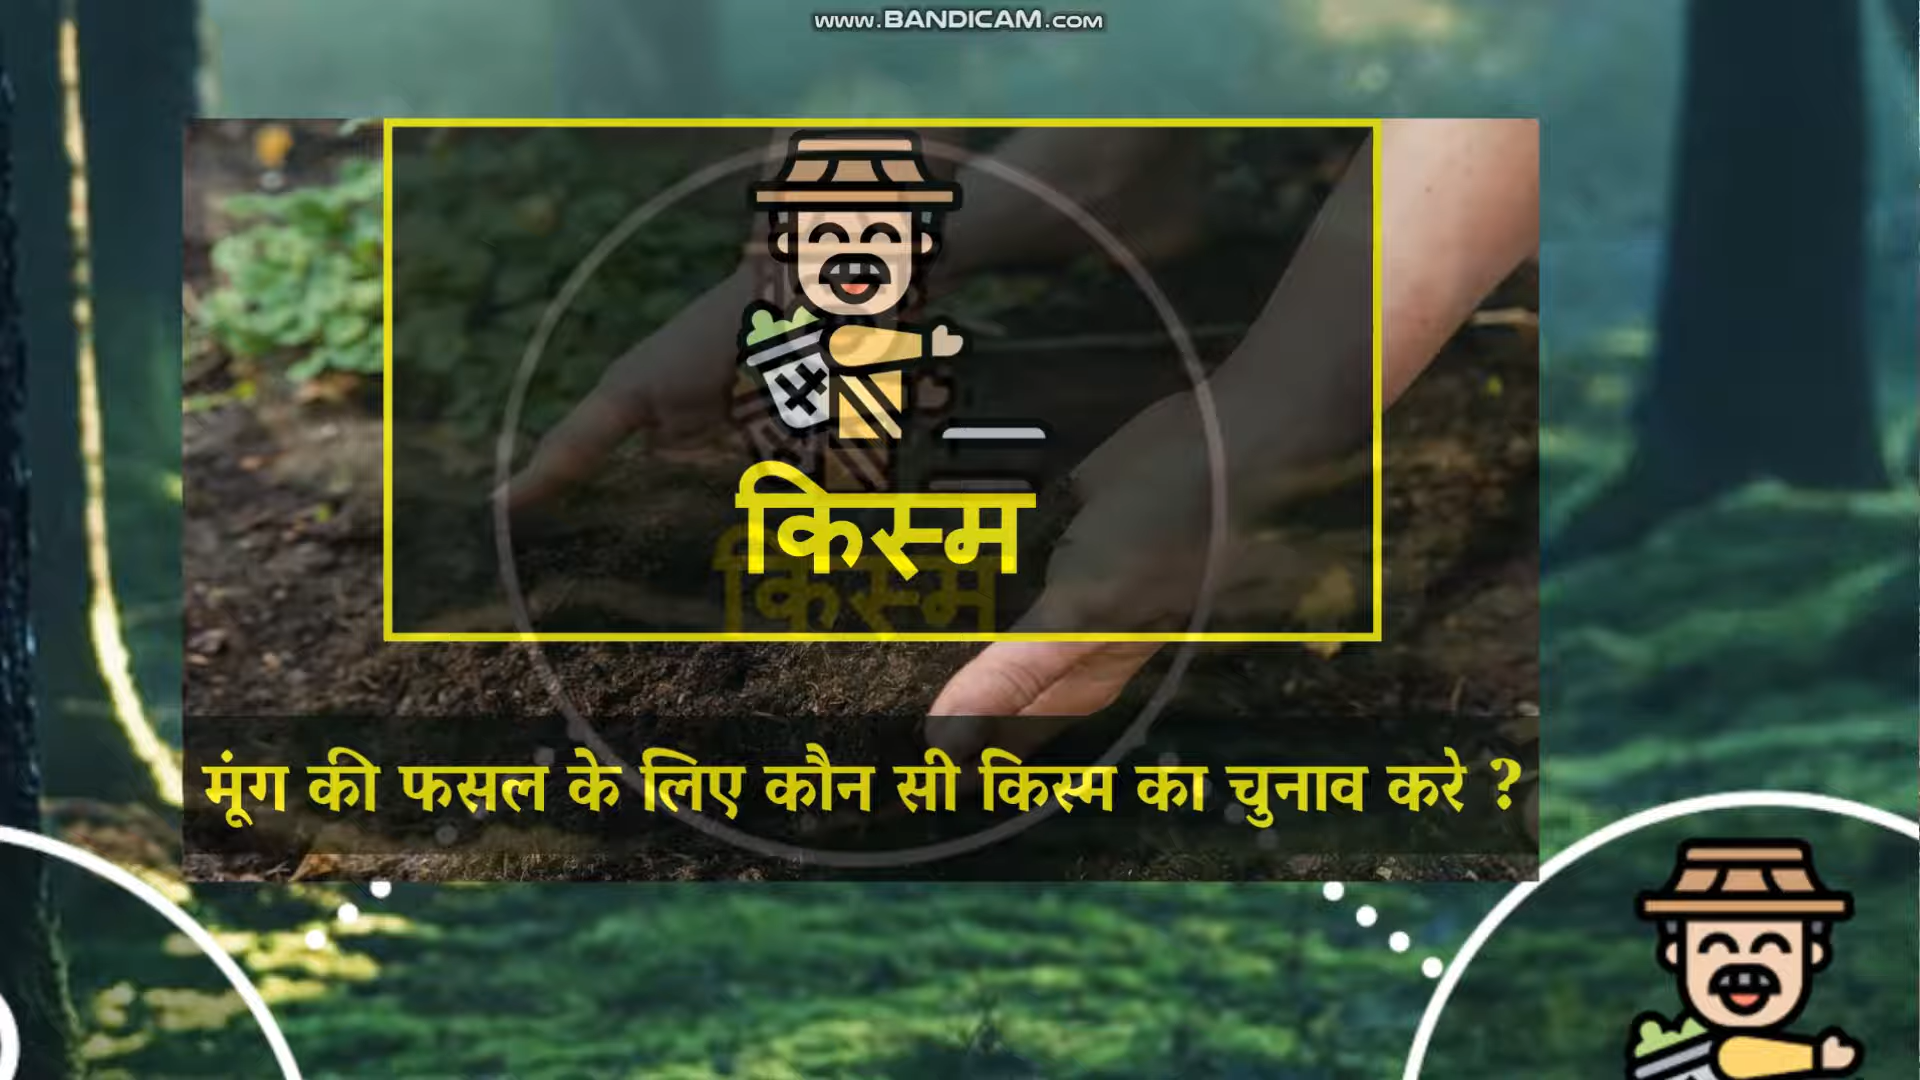 www.BANDICAM.com
किस्म
किस्म
मूंग की फसल के लिए कौन सी किस्म का चुनाव करे ?